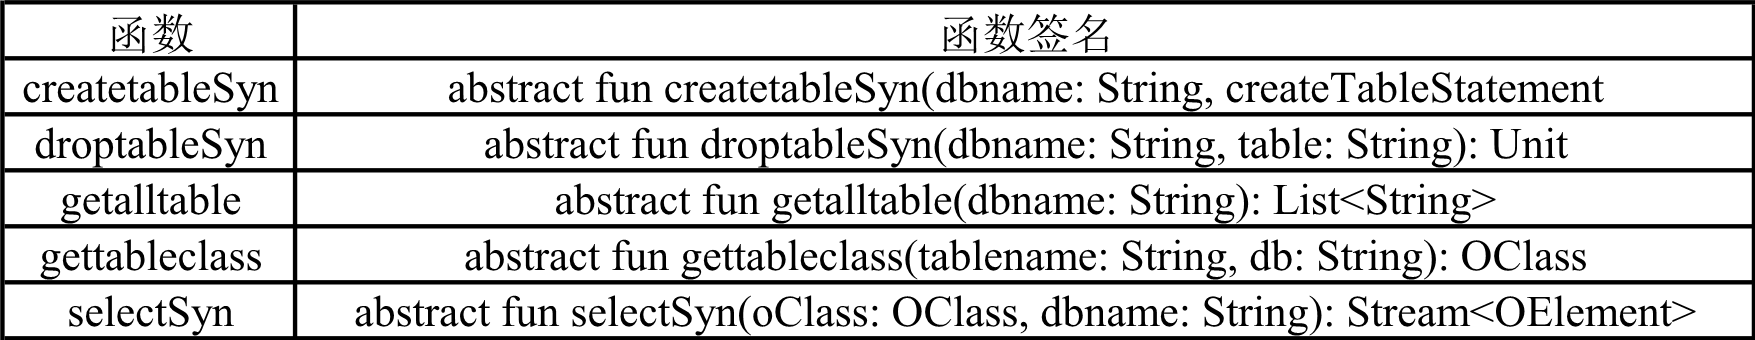 函数 函数签名
createtableSyn abstract fun createtableSyn(dbname: String, createTableStatement
droptableSyn abstract fun droptableSyn(dbname: String, table: String): Unit
getalltable abstract fun getalltable(dbname: String): List<String>
gettableclass abstract fun gettableclass(tablename: String, db: String): OClass
selectSyn abstract fun selectSyn(oClass: OClass, dbname: String): Stream<OElement>